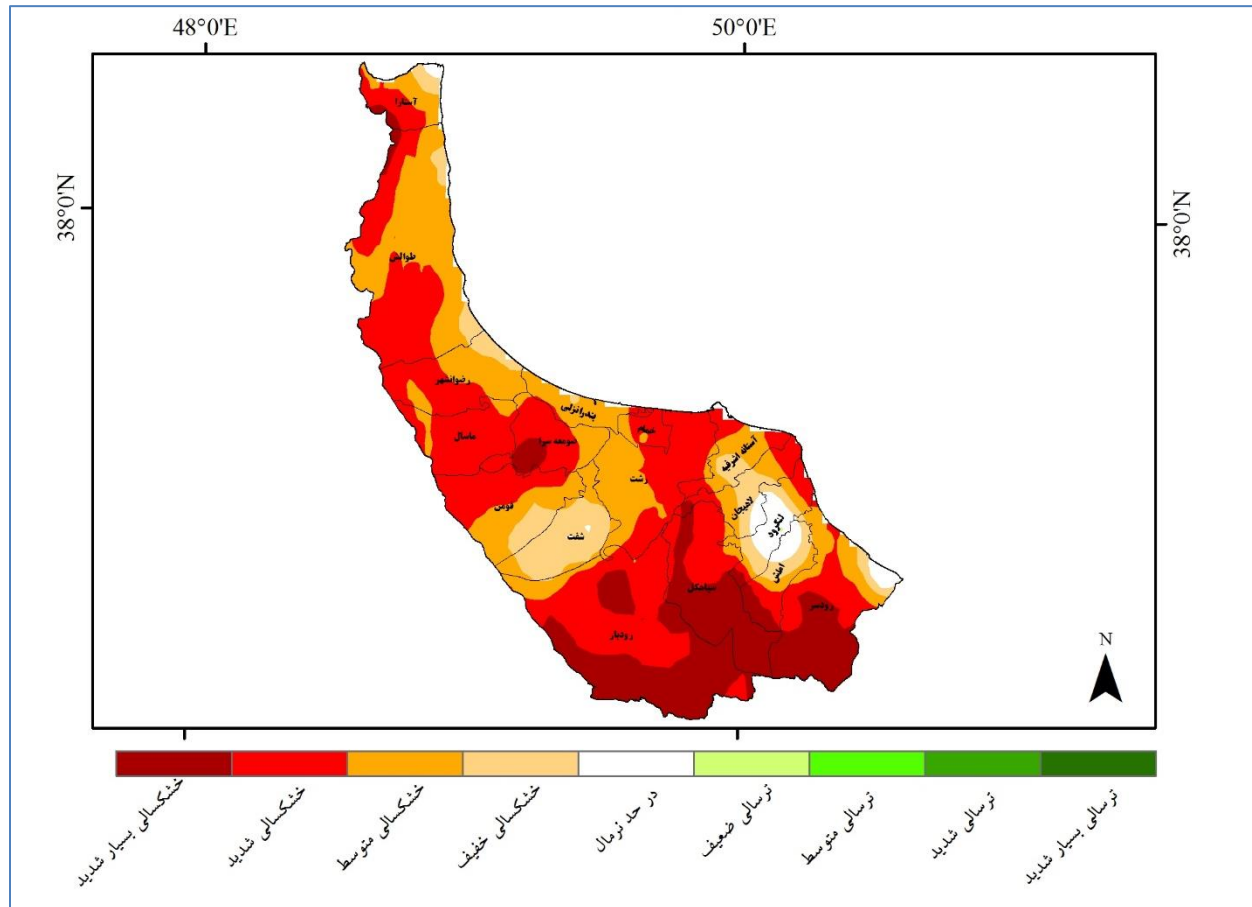 48°0'E
50°0'E
38°0'N
38°0'N
آستارا
طوالش
رضوانشهر
بندرانزلی
ماسال
صومعه سرا
خمام
آستانه اشرفیه
رشت
لاهیجان
فومن
لنگرود
شفت
املش
سیاهکل
رودسر
رودبار
N
خشکسالی بسیار شدید
خشکسالی شدید
خشکسالی متوسط
خشکسالی خفیف
در حد نرمال
ترسالی ضعیف
ترسالی متوسط
ترسالی شدید
ترسالی بسیار شدید